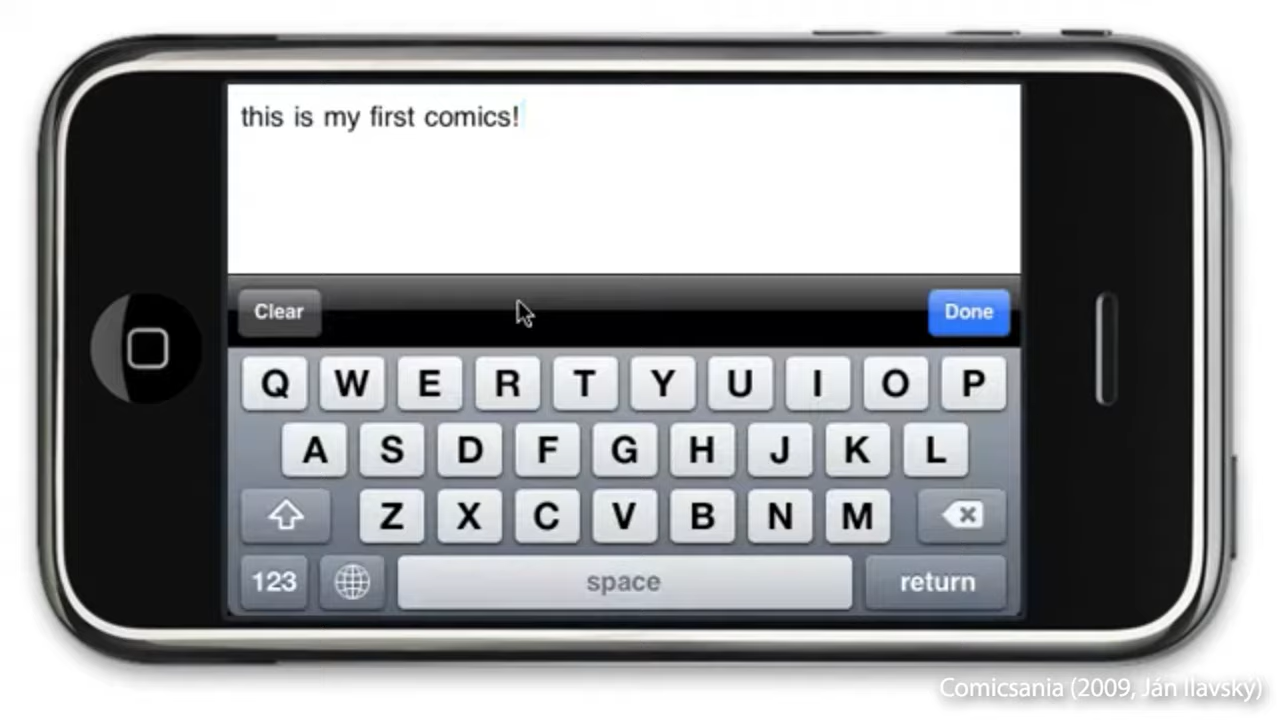 this is my first comics!
Clear
Done
Q W E R T Y U I O P
A S D F G H J K L
Z X C V B N M
123 space return
Comicsania (2009, Ján Ilavský)